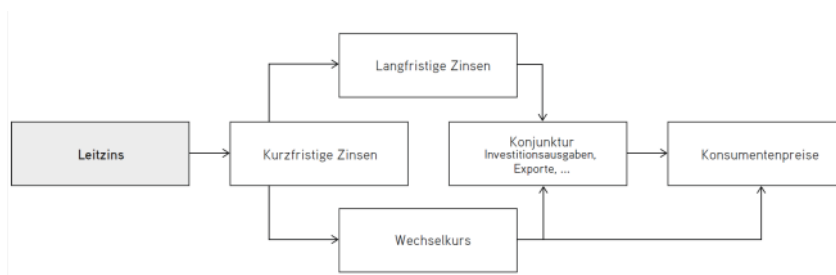 Langfristige Zinsen
Leitzins
Kurzfristige Zinsen
Konjunktur
Investitionsausgaben,
Exporte, ...
Konsumentenpreise
Wechselkurs